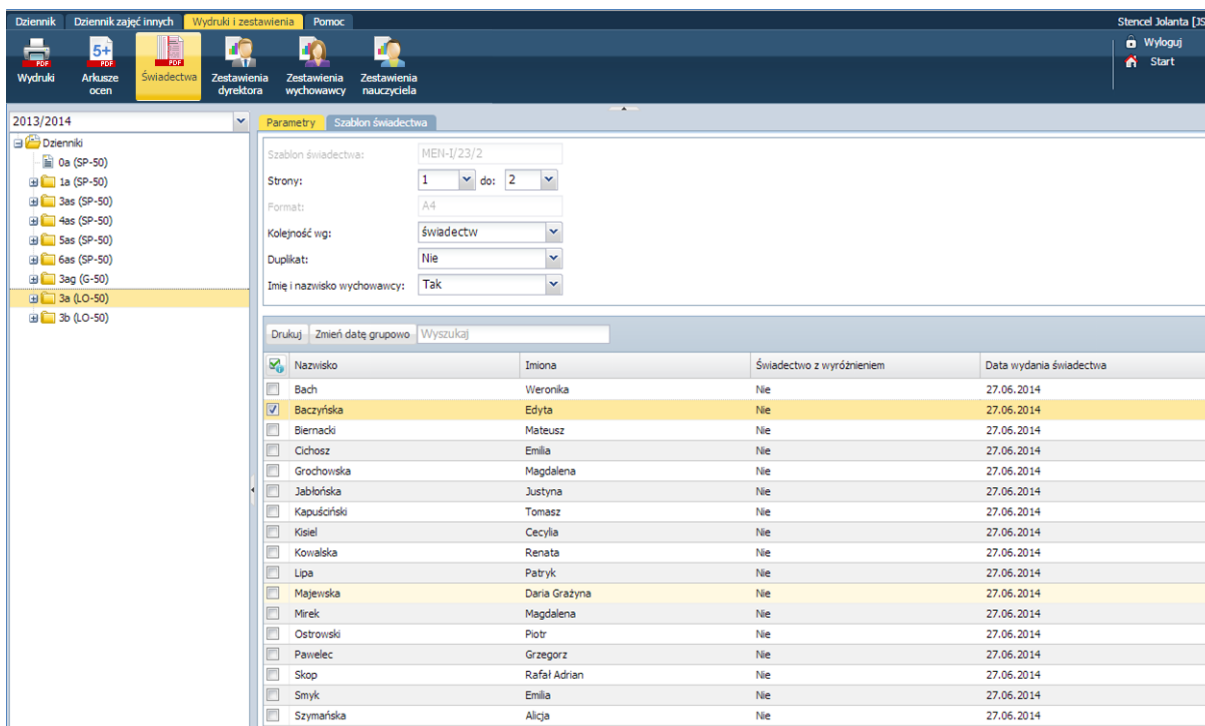 Dziennik Dziennik zajęć innych Wydruki i zestawienia Pomoc Stencel Jolanta [JS
PDF 5+ PDF PDF
Wydruki Arkusze ocen Świadectwa Zestawienia dyrektora Zestawienia wychowawcy Zestawienia nauczyciela
Wyloguj
Start
2013/2014
Dzienniki
0a (SP-50)
1a (SP-50)
3as (SP-50)
4as (SP-50)
5as (SP-50)
6as (SP-50)
3ag (G-50)
3a (LO-50)
3b (LO-50)
Parametry Szablon świadectwa
Szablon świadectwa: MEN-I/23/2
Strony: 1 do: 2
Format: A4
Kolejność wg: świadectw
Duplikat: Nie
Imię i nazwisko wychowawcy: Tak
Drukuj Zmień datę grupowo Wyszukaj
Nazwisko Imiona Świadectwo z wyróżnieniem Data wydania świadectwa
Bach Weronika Nie 27.06.2014
Baczyńska Edyta Nie 27.06.2014
Biernacki Mateusz Nie 27.06.2014
Cichosz Emilia Nie 27.06.2014
Grochowska Magdalena Nie 27.06.2014
Jabłońska Justyna Nie 27.06.2014
Kapuściński Tomasz Nie 27.06.2014
Kisiel Cecylia Nie 27.06.2014
Kowalska Renata Nie 27.06.2014
Lipa Patryk Nie 27.06.2014
Majewska Daria Grażyna Nie 27.06.2014
Mirek Magdalena Nie 27.06.2014
Ostrowski Piotr Nie 27.06.2014
Pawelec Grzegorz Nie 27.06.2014
Skop Rafał Adrian Nie 27.06.2014
Smyk Emilia Nie 27.06.2014
Szymańska Alicja Nie 27.06.2014